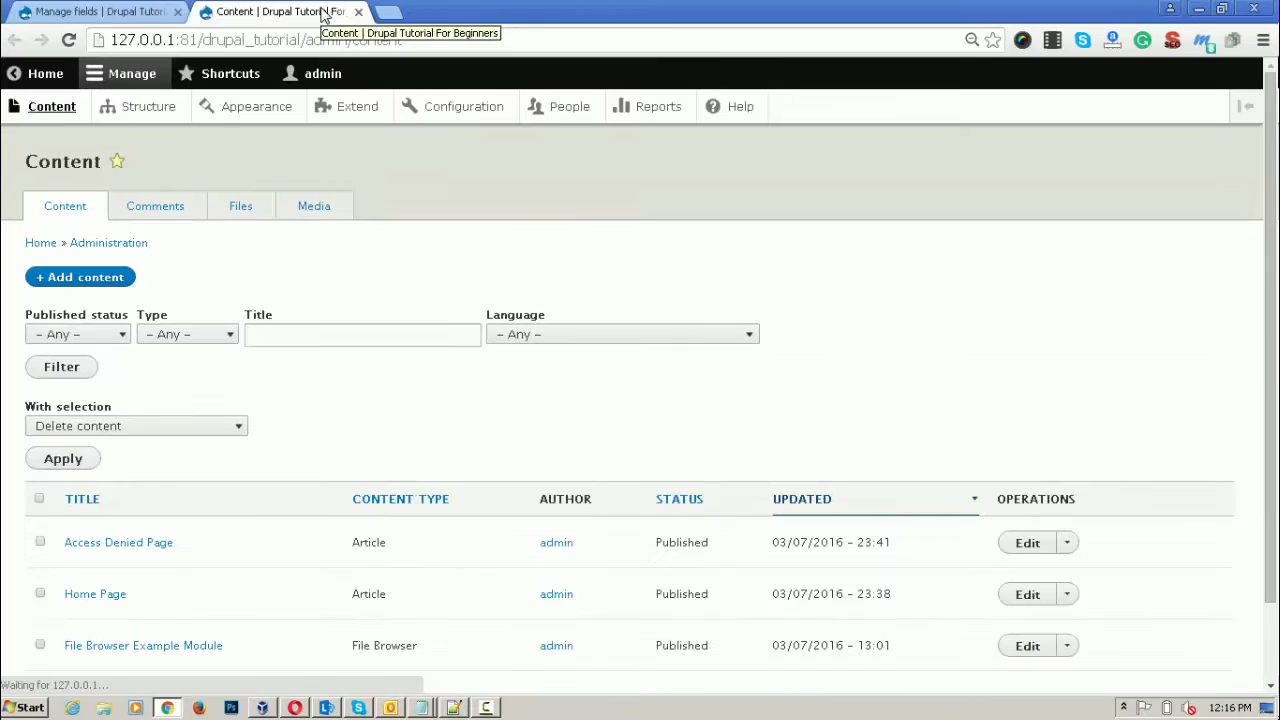 Manage fields | Drupal Tutori
Content | Drupal Tutorial For
Content | Drupal Tutorial For Beginners
127.0.0.1:81/drupal_tutorial/admin/content
Home Manage Shortcuts admin
Content Structure Appearance Extend Configuration People Reports Help
Content
Content Comments Files Media
Home » Administration
+ Add content
Published status Type Title Language
- Any - - Any - - Any -
Filter
With selection
Delete content
Apply
TITLE CONTENT TYPE AUTHOR STATUS UPDATED OPERATIONS
Access Denied Page Article admin Published 03/07/2016 - 23:41 Edit
Home Page Article admin Published 03/07/2016 - 23:38 Edit
File Browser Example Module File Browser admin Published 03/07/2016 - 13:01 Edit
Waiting for 127.0.0.1...
Start 12:16 PM